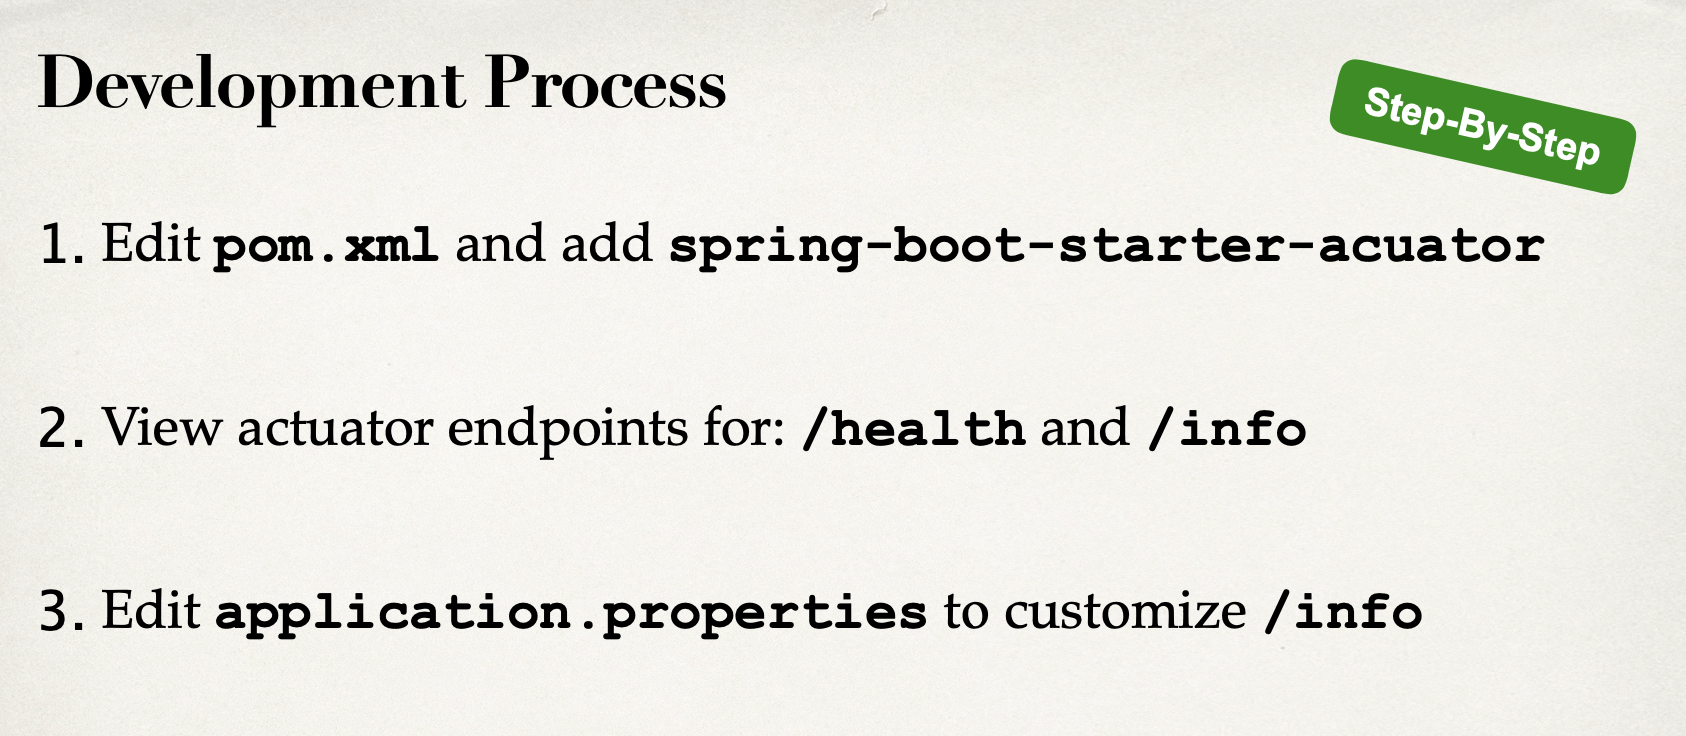 Development Process
Step-By-Step
1. Edit pom.xml and add spring-boot-starter-acuator
2. View actuator endpoints for: /health and /info
3. Edit application.properties to customize /info